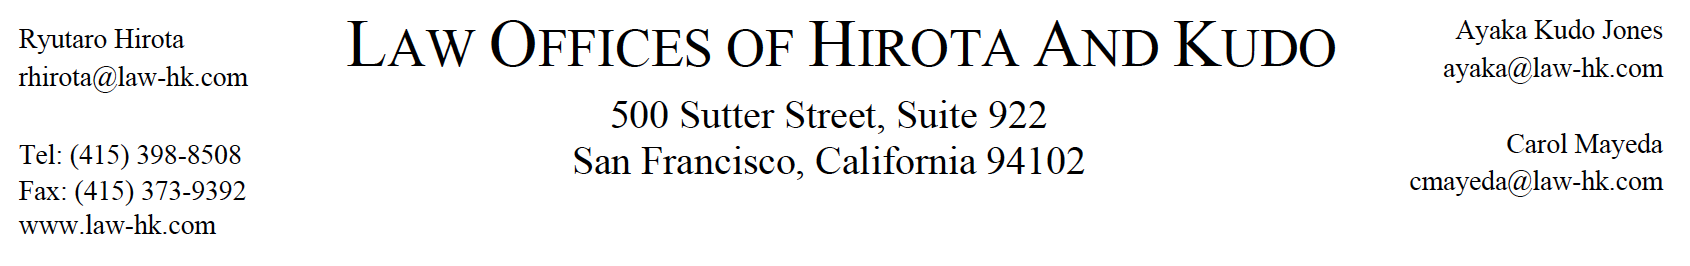 Ryutaro Hirota
rhirota@law-hk.com
Tel: (415) 398-8508
Fax: (415) 373-9392
www.law-hk.com
LAW OFFICES OF HIROTA AND KUDO
500 Sutter Street, Suite 922
San Francisco, California 94102
Ayaka Kudo Jones
ayaka@law-hk.com
Carol Mayeda
cmayeda@law-hk.com